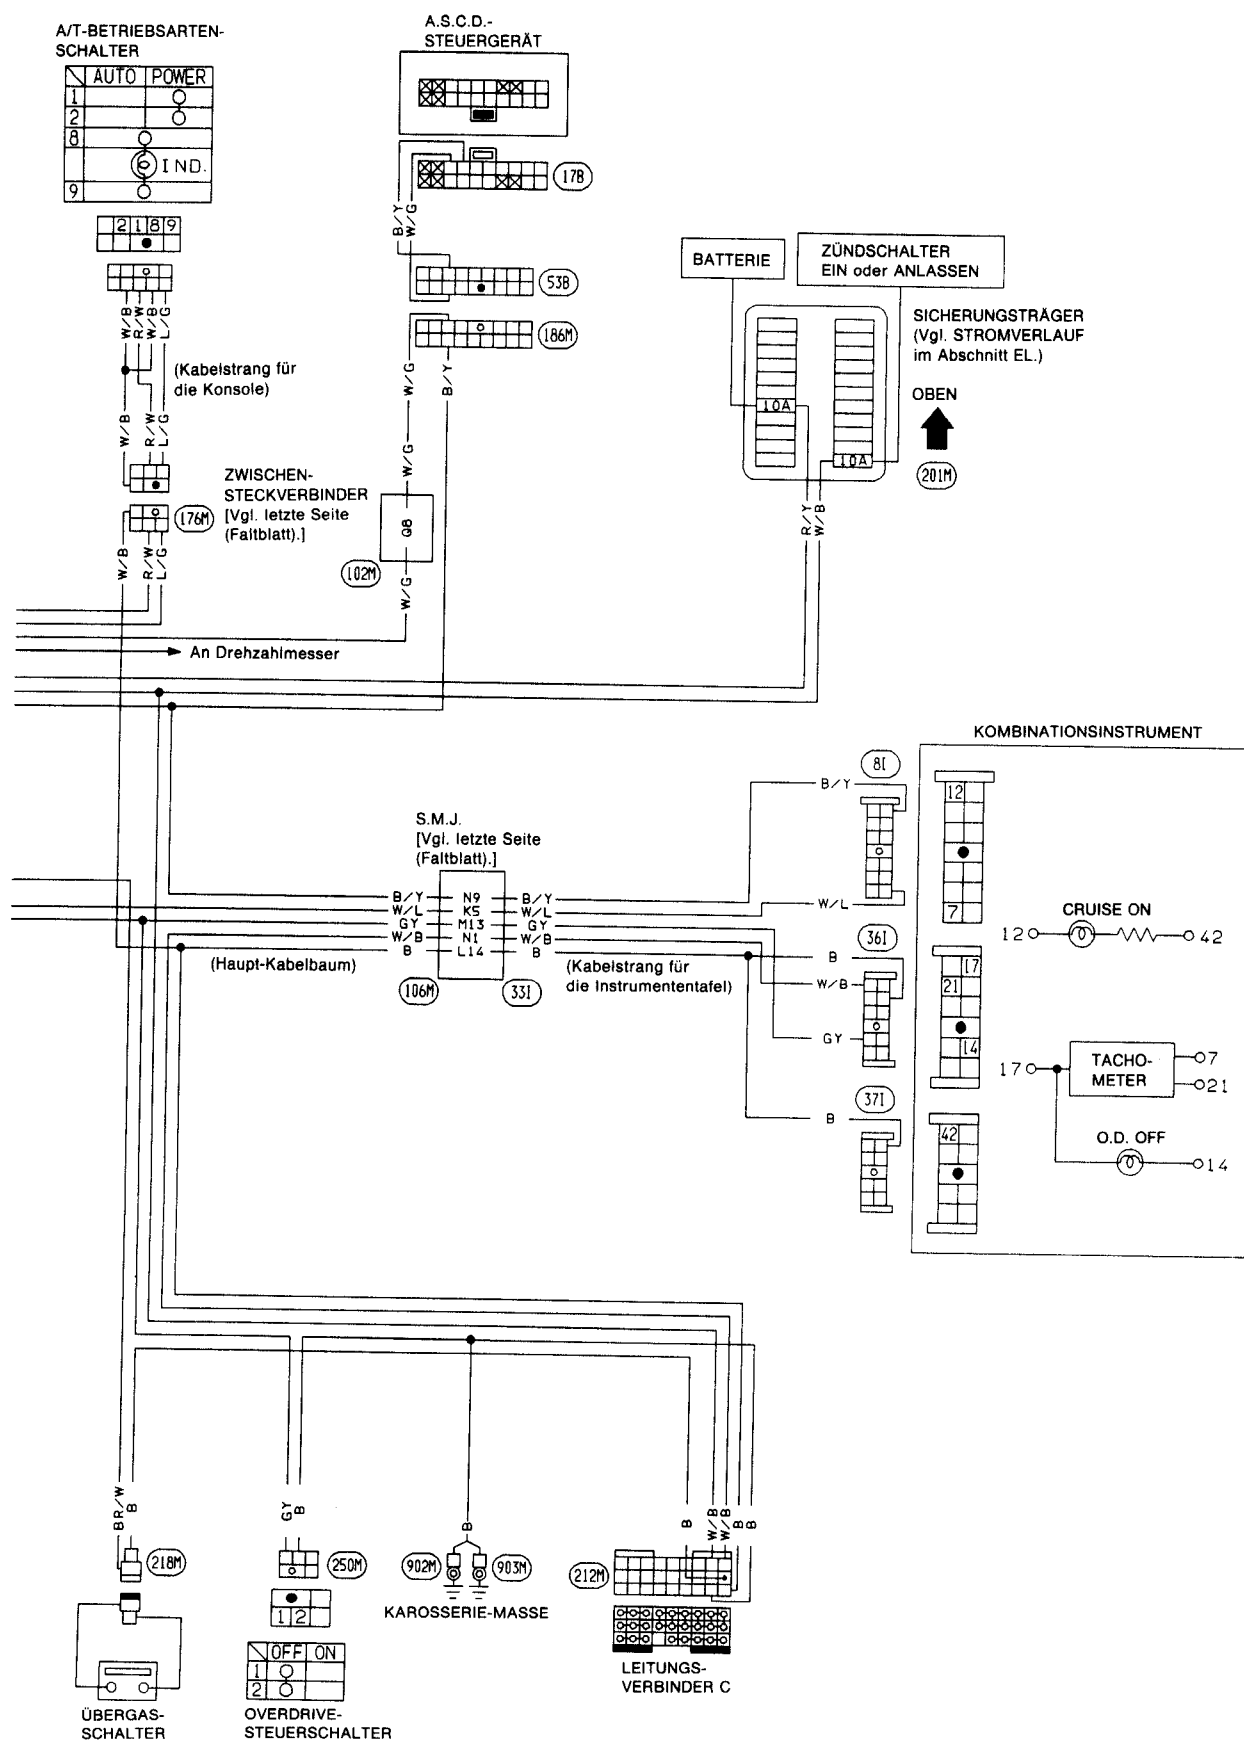 A/T-BETRIEBSARTEN-
SCHALTER
AUTO POWER
1
2
8
IND.
9
2 1 8 9
W/B R/W W/B L/G
(Kabelstrang für
die Konsole)
W/B R/W L/G
ZWISCHEN-
STECKVERBINDER
[Vgl. letzte Seite
(Faltblatt).]
176M
W/B R/W L/G
A.S.C.D.-
STEUERGERÄT
17B
B/Y W/G
53B
186M
W/G B/Y
W/G
Q8
102M
W/G
An Drehzahlmesser
BATTERIE
ZÜNDSCHALTER
EIN oder ANLASSEN
SICHERUNGSTRÄGER
(Vgl. STROMVERLAUF
im Abschnitt EL.)
OBEN
10A
10A
201M
R/Y W/B
KOMBINATIONSINSTRUMENT
S.M.J.
[Vgl. letzte Seite
(Faltblatt).]
B/Y N9 B/Y
W/L K5 W/L
GY M13 GY
W/B N1 W/B
B L14 B
(Haupt-Kabelbaum)
(Kabelstrang für
die Instrumententafel)
106M 33I
8I
B/Y
W/L
36I
B
W/B
GY
37I
B
12
7
17
21
14
42
CRUISE ON
12 42
17
TACHO-
METER
7
21
O.D. OFF
14
BR/W B
218M
ÜBERGAS-
SCHALTER
GY B
250M
1 2
OFF ON
1
2
OVERDRIVE-
STEUERSCHALTER
B
902M 903M
KAROSSERIE-MASSE
B W/B W/B B B
212M
LEITUNGS-
VERBINDER C